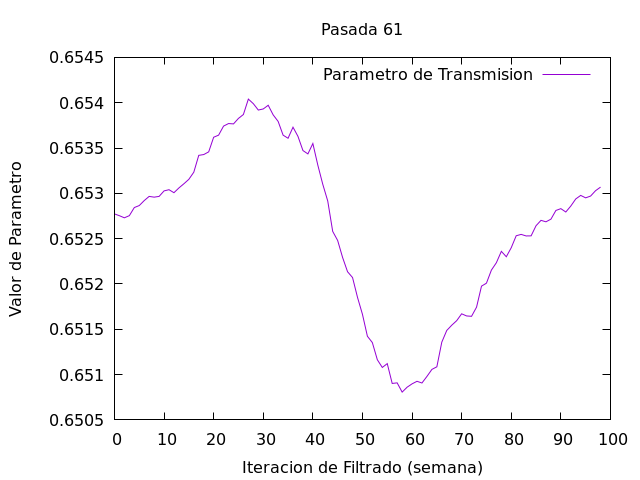 Pasada 61
0.6545
0.654
0.6535
0.653
0.6525
0.652
0.6515
0.651
0.6505
Valor de Parametro
Parametro de Transmision
0 10 20 30 40 50 60 70 80 90 100
Iteracion de Filtrado (semana)